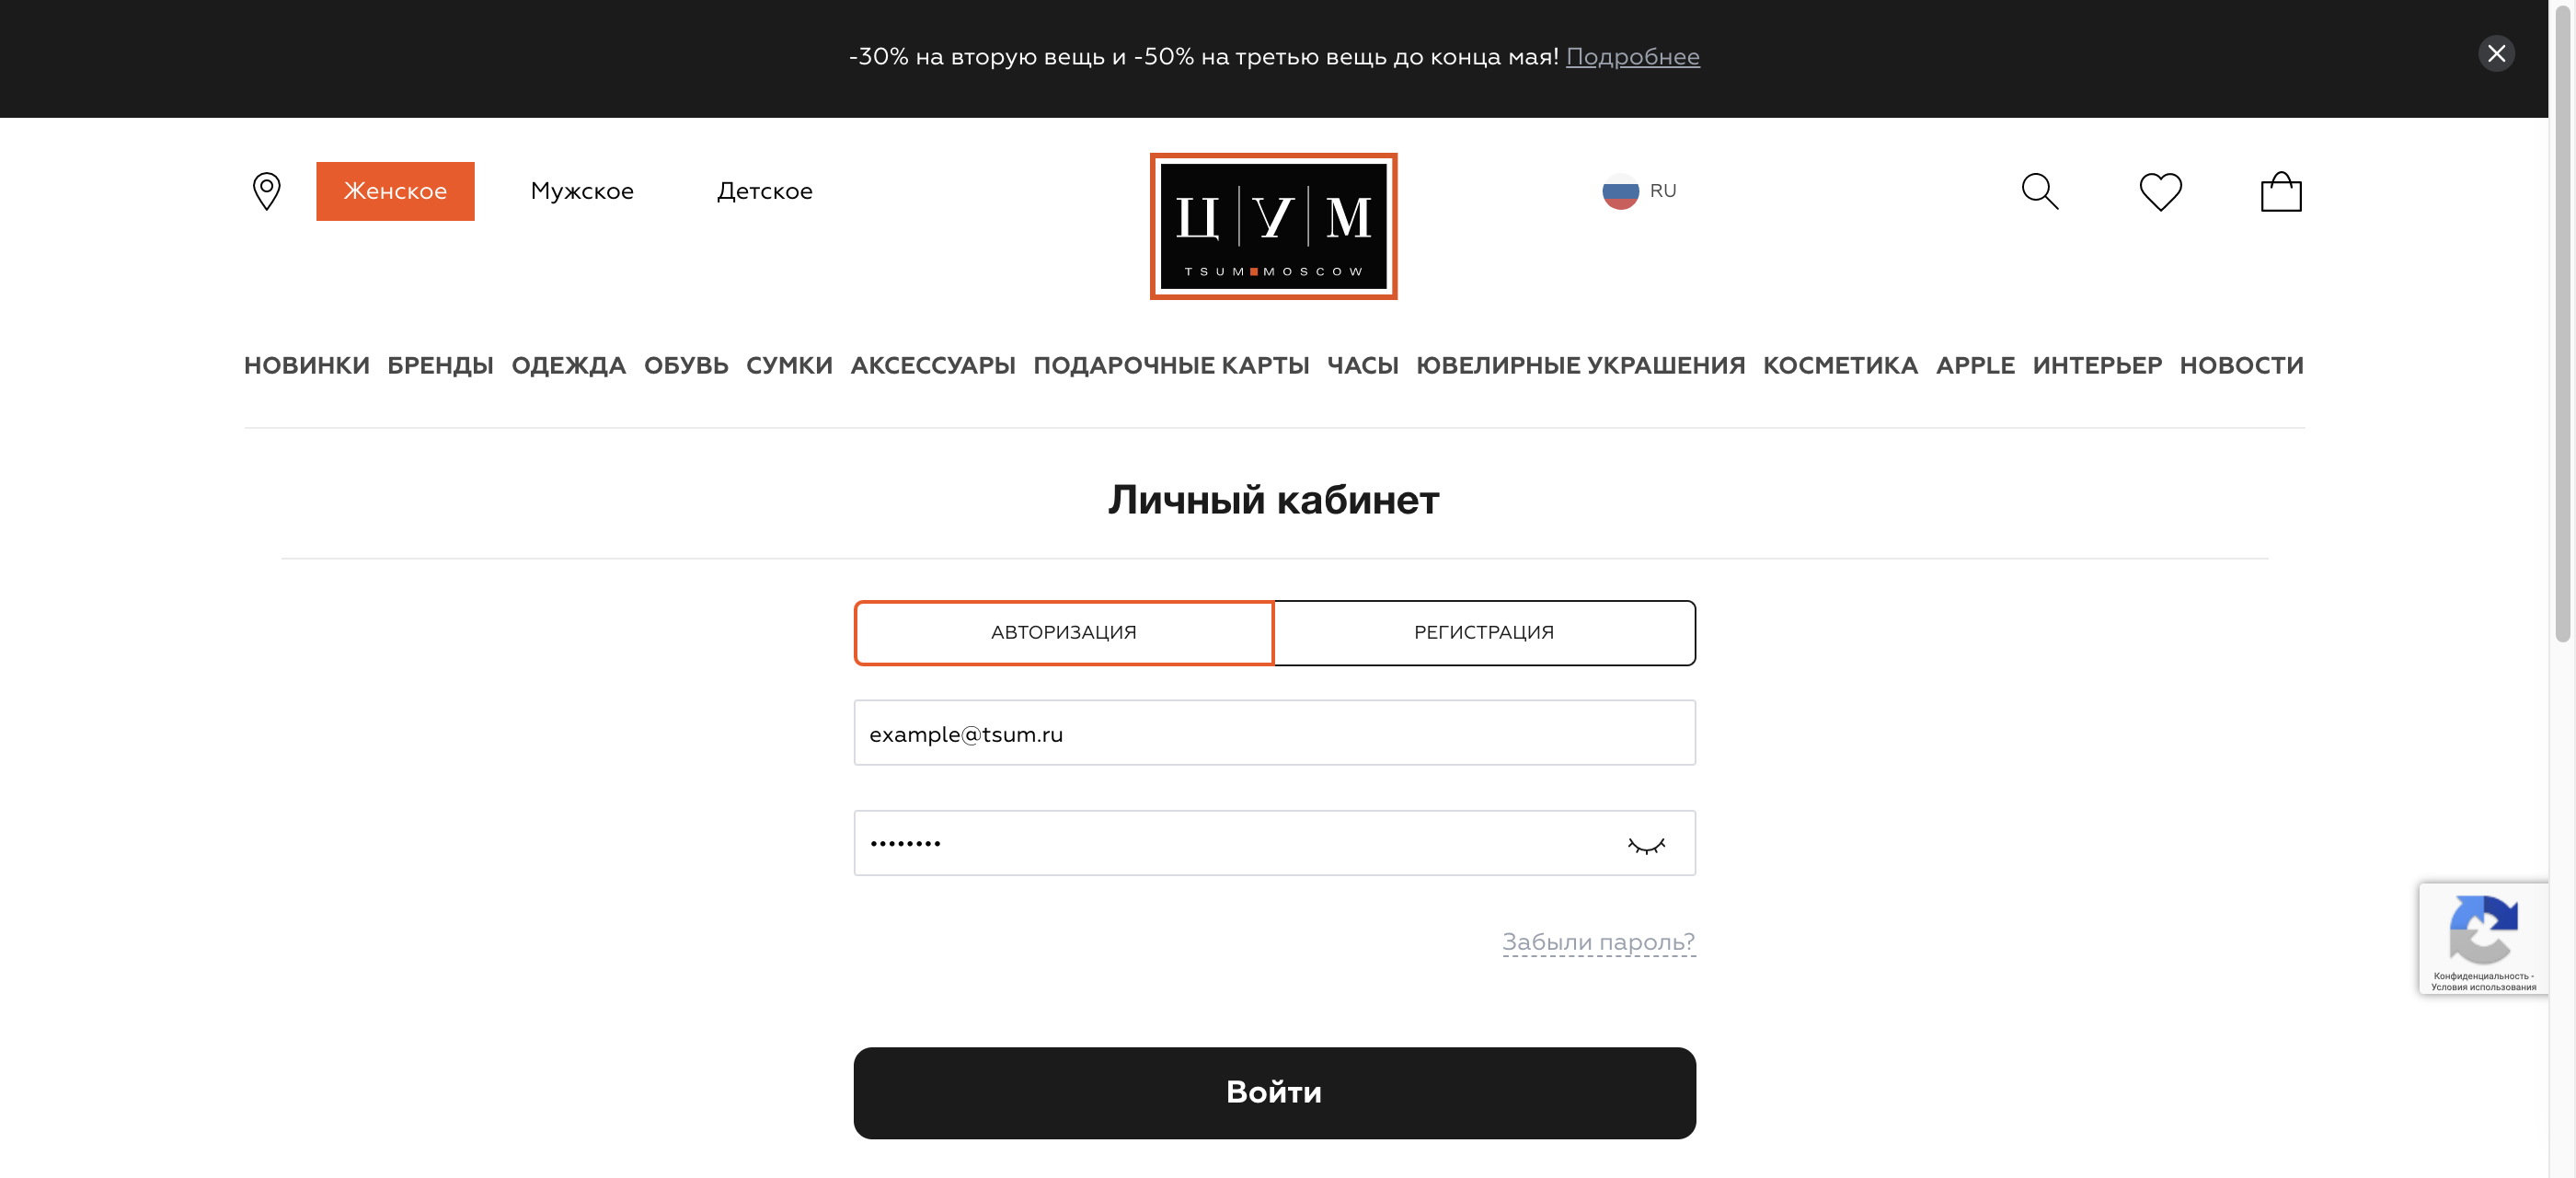 -30% на вторую вещь и -50% на третью вещь до конца мая! Подробнее
Женское Мужское Детское
ЦУМ
TSUM MOSCOW
RU
НОВИНКИ БРЕНДЫ ОДЕЖДА ОБУВЬ СУМКИ АКСЕССУАРЫ ПОДАРОЧНЫЕ КАРТЫ ЧАСЫ ЮВЕЛИРНЫЕ УКРАШЕНИЯ КОСМЕТИКА APPLE ИНТЕРЬЕР НОВОСТИ
Личный кабинет
АВТОРИЗАЦИЯ РЕГИСТРАЦИЯ
example@tsum.ru
••••••••
Забыли пароль?
Конфиденциальность -
Условия использования
Войти